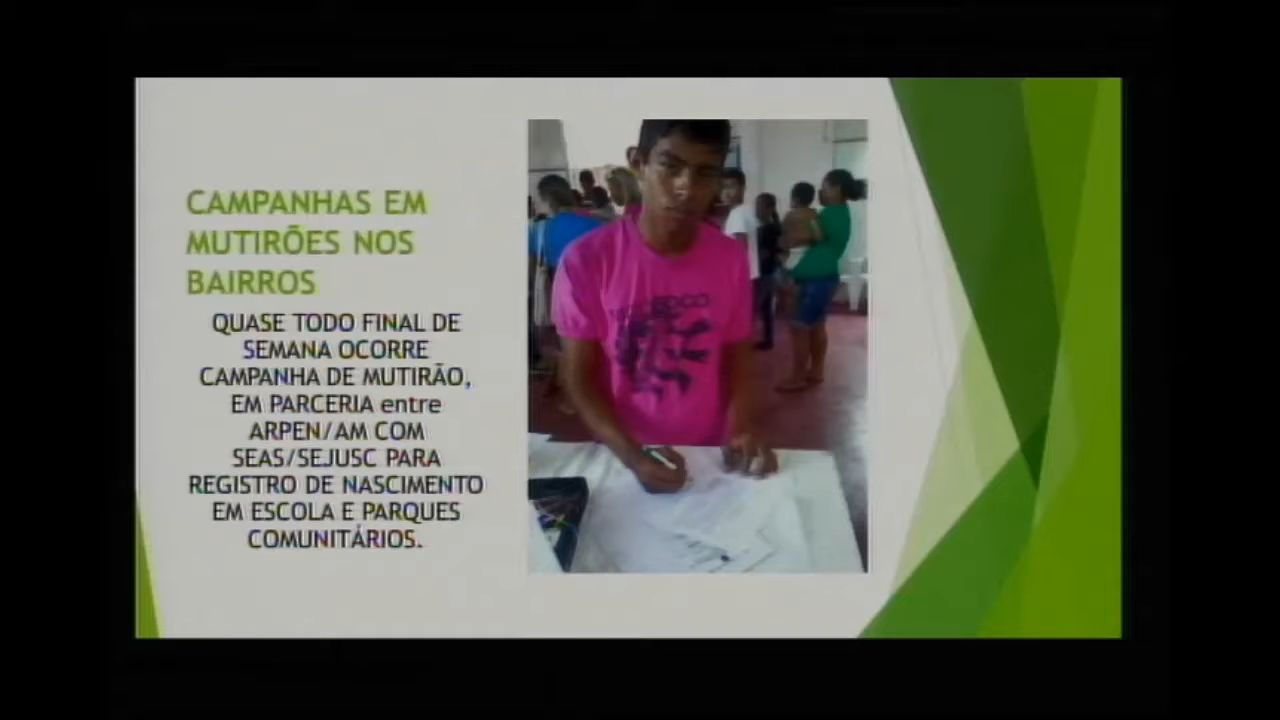 CAMPANHAS EM
MUTIRÕES NOS
BAIRROS
QUASE TODO FINAL DE
SEMANA OCORRE
CAMPANHA DE MUTIRÃO,
EM PARCERIA entre
ARPEN/AM COM
SEAS/SEJUSC PARA
REGISTRO DE NASCIMENTO
EM ESCOLA E PARQUES
COMUNITÁRIOS.